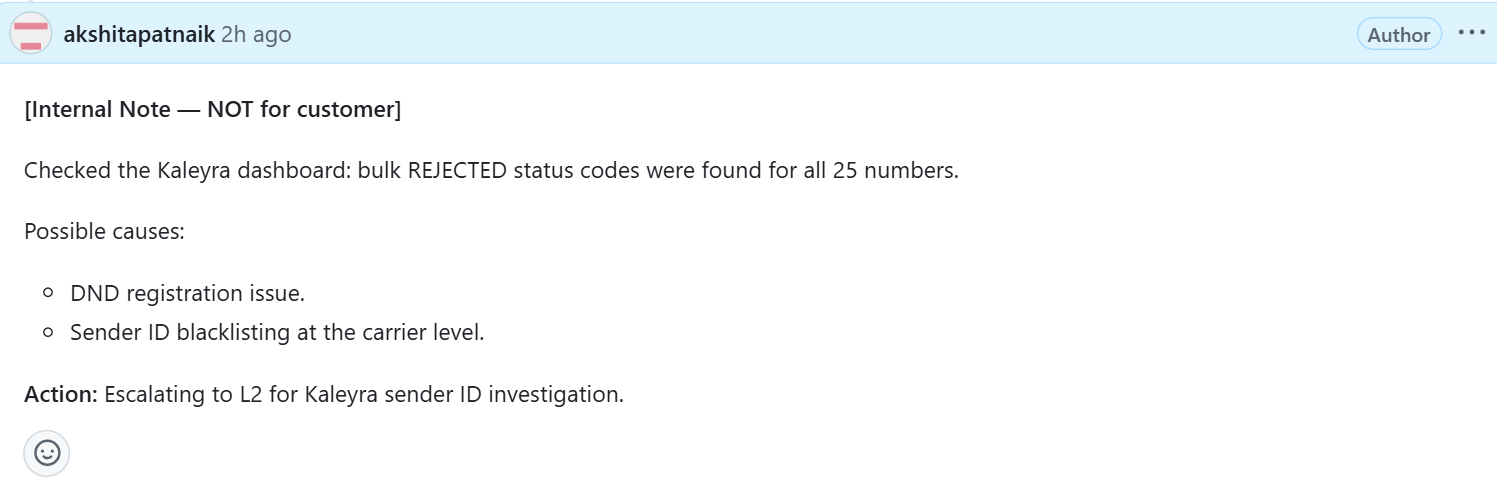 akshitapatnaik 2h ago Author
[Internal Note — NOT for customer]
Checked the Kaleyra dashboard: bulk REJECTED status codes were found for all 25 numbers.
Possible causes:
DND registration issue.
Sender ID blacklisting at the carrier level.
Action: Escalating to L2 for Kaleyra sender ID investigation.